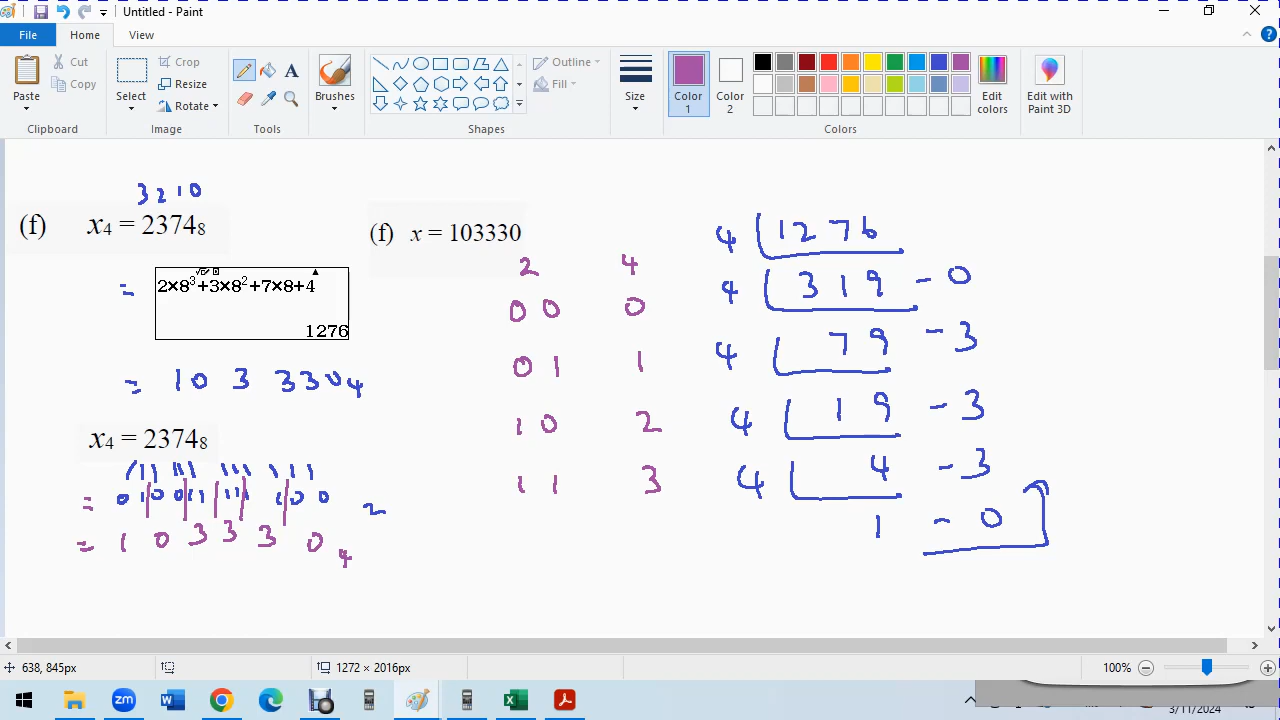 Untitled - Paint
File Home View
Paste Cut Copy Clipboard
Select Crop Resize Rotate Image
Tools
Brushes
Outline Fill Shapes
Size
Color 1 Color 2 Edit colors Edit with Paint 3D Colors
3 2 1 0
(f) x4 = 23748
= 2×8³+3×8²+7×8+4
1276
= 1 0 3 3 3 0 4
x4 = 23748
= 0 1 0 0 1 1 1 1 1 1 0 0 2
= 1 0 3 3 3 0 4
(f) x = 103330
2 4
0 0 0
0 1 1
1 0 2
1 1 3
4 1276
4 319 - 0
4 79 - 3
4 19 - 3
4 4 - 3
1 - 0
638, 845px
1272 × 2016px
100%
3/11/2024